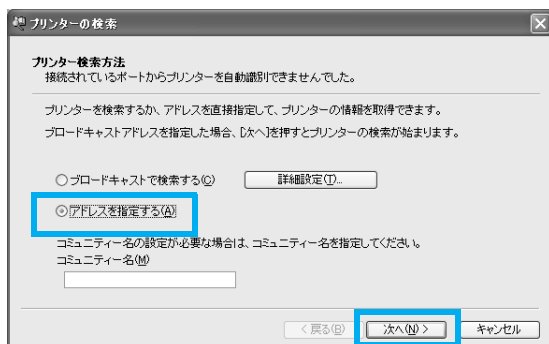 プリンターの検索
プリンター検索方法
接続されているポートからプリンターを自動識別できませんでした。
プリンターを検索するか、アドレスを直接指定して、プリンターの情報を取得できます。
ブロードキャストアドレスを指定した場合、[次へ]を押すとプリンターの検索が始まります。
ブロードキャストで検索する(C) 詳細設定(T)...
アドレスを指定する(A)
コミュニティー名の設定が必要な場合は、コミュニティー名を指定してください。
コミュニティー名(M)
< 戻る(B) 次へ(N) > キャンセル